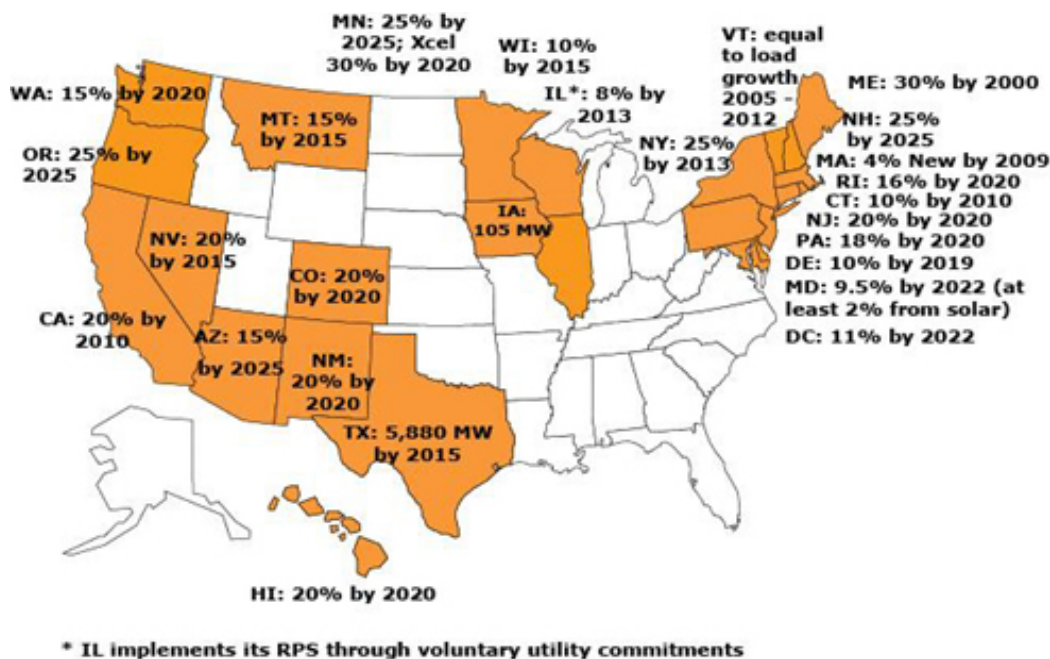 MN: 25% by
2025; Xcel
30% by 2020
WI: 10%
by 2015
VT: equal
to load
growth
2005 -
2012
WA: 15% by 2020
IL*: 8% by
2013
ME: 30% by 2000
MT: 15%
by 2015
NY: 25%
by 2013
NH: 25%
by 2025
OR: 25% by
2025
MA: 4% New by 2009
RI: 16% by 2020
CT: 10% by 2010
NJ: 20% by 2020
PA: 18% by 2020
DE: 10% by 2019
MD: 9.5% by 2022 (at
least 2% from solar)
DC: 11% by 2022
IA:
105 MW
NV: 20%
by 2015
CO: 20%
by 2020
CA: 20% by
2010
AZ: 15%
by 2025
NM:
20% by
2020
TX: 5,880 MW
by 2015
HI: 20% by 2020
* IL implements its RPS through voluntary utility commitments